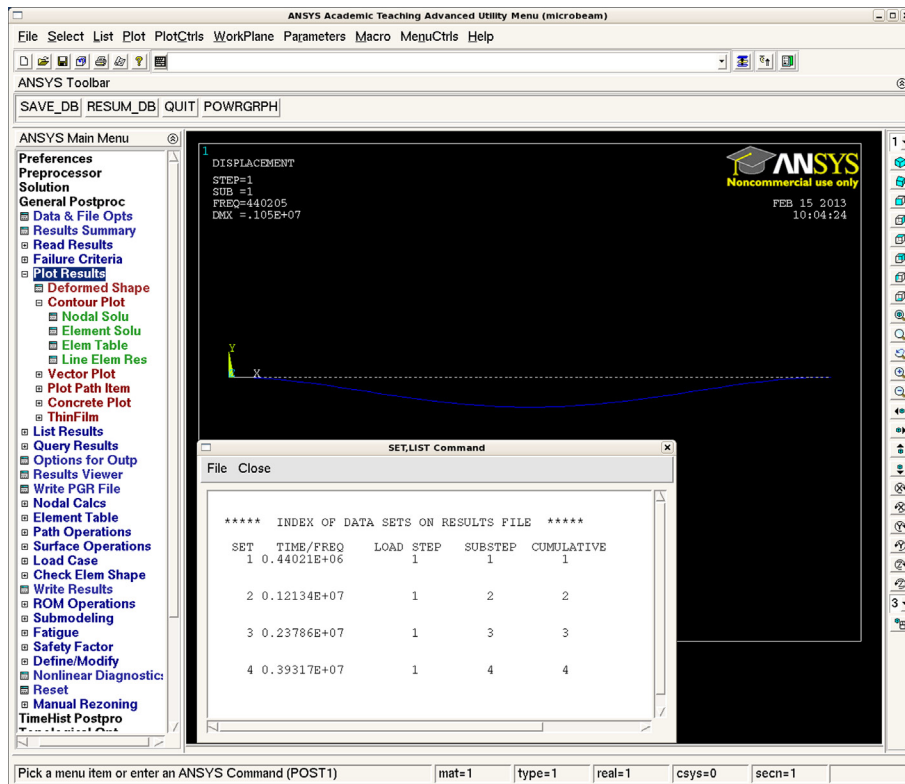 ANSYS Academic Teaching Advanced Utility Menu (microbeam)
File Select List Plot PlotCtrls WorkPlane Parameters Macro MenuCtrls Help
ANSYS Toolbar
SAVE_DB RESUM_DB QUIT POWRGRPH
ANSYS Main Menu
Preferences
Preprocessor
Solution
General Postproc
Data & File Opts
Results Summary
Read Results
Failure Criteria
Plot Results
Deformed Shape
Contour Plot
Nodal Solu
Element Solu
Elem Table
Line Elem Res
Vector Plot
Plot Path Item
Concrete Plot
ThinFilm
List Results
Query Results
Options for Outp
Results Viewer
Write PGR File
Nodal Calcs
Element Table
Path Operations
Surface Operations
Load Case
Check Elem Shape
Write Results
ROM Operations
Submodeling
Fatigue
Safety Factor
Define/Modify
Nonlinear Diagnostic:
Reset
Manual Rezoning
TimeHist Postpro
1
DISPLACEMENT
STEP=1
SUB =1
FREQ=440205
DMX =.105E+07
ANSYS
Noncommercial use only
FEB 15 2013
10:04:24
Y
X
SET,LIST Command
File Close
***** INDEX OF DATA SETS ON RESULTS FILE *****
SET TIME/FREQ LOAD STEP SUBSTEP CUMULATIVE
1 0.44021E+06 1 1 1
2 0.12134E+07 1 2 2
3 0.23786E+07 1 3 3
4 0.39317E+07 1 4 4
1
3
Pick a menu item or enter an ANSYS Command (POST1) mat=1 type=1 real=1 csys=0 secn=1